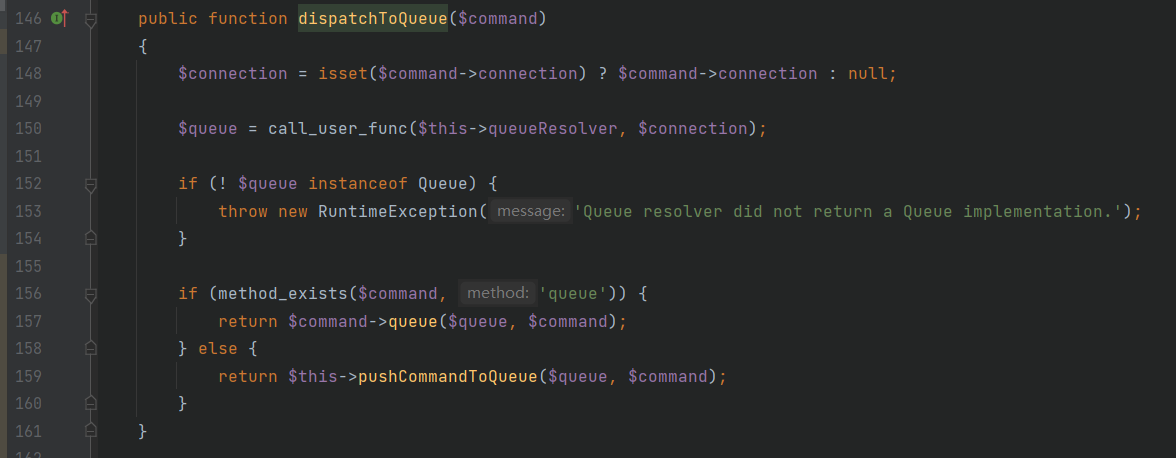 146 public function dispatchToQueue($command)
147 {
148 $connection = isset($command->connection) ? $command->connection : null;
149
150 $queue = call_user_func($this->queueResolver, $connection);
151
152 if (! $queue instanceof Queue) {
153 throw new RuntimeException( message: 'Queue resolver did not return a Queue implementation.');
154 }
155
156 if (method_exists($command, method: 'queue')) {
157 return $command->queue($queue, $command);
158 } else {
159 return $this->pushCommandToQueue($queue, $command);
160 }
161 }